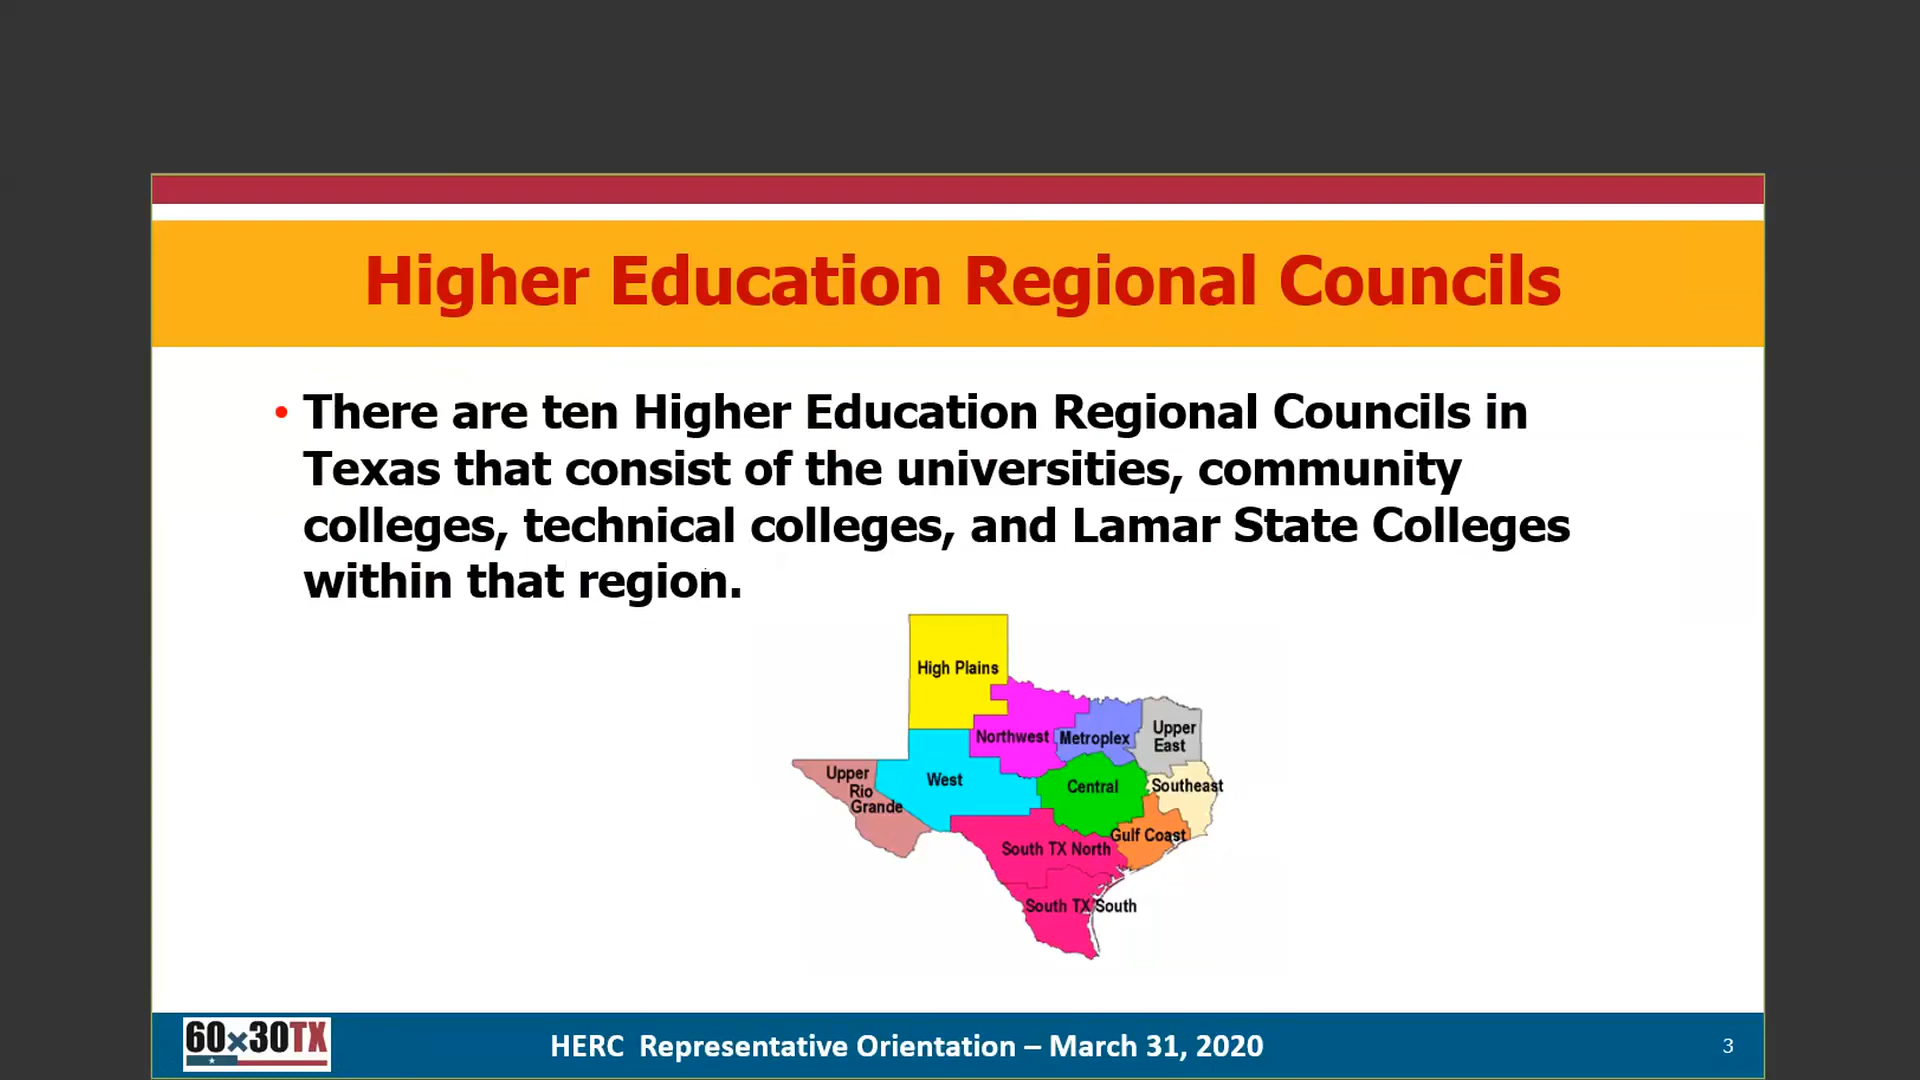 Higher Education Regional Councils
• There are ten Higher Education Regional Councils in
Texas that consist of the universities, community
colleges, technical colleges, and Lamar State Colleges
within that region.
High Plains
Northwest
Metroplex
Upper
East
Upper
Rio
Grande
West
Central
Southeast
Gulf Coast
South TX North
South TX South
60x30TX
HERC Representative Orientation – March 31, 2020
3